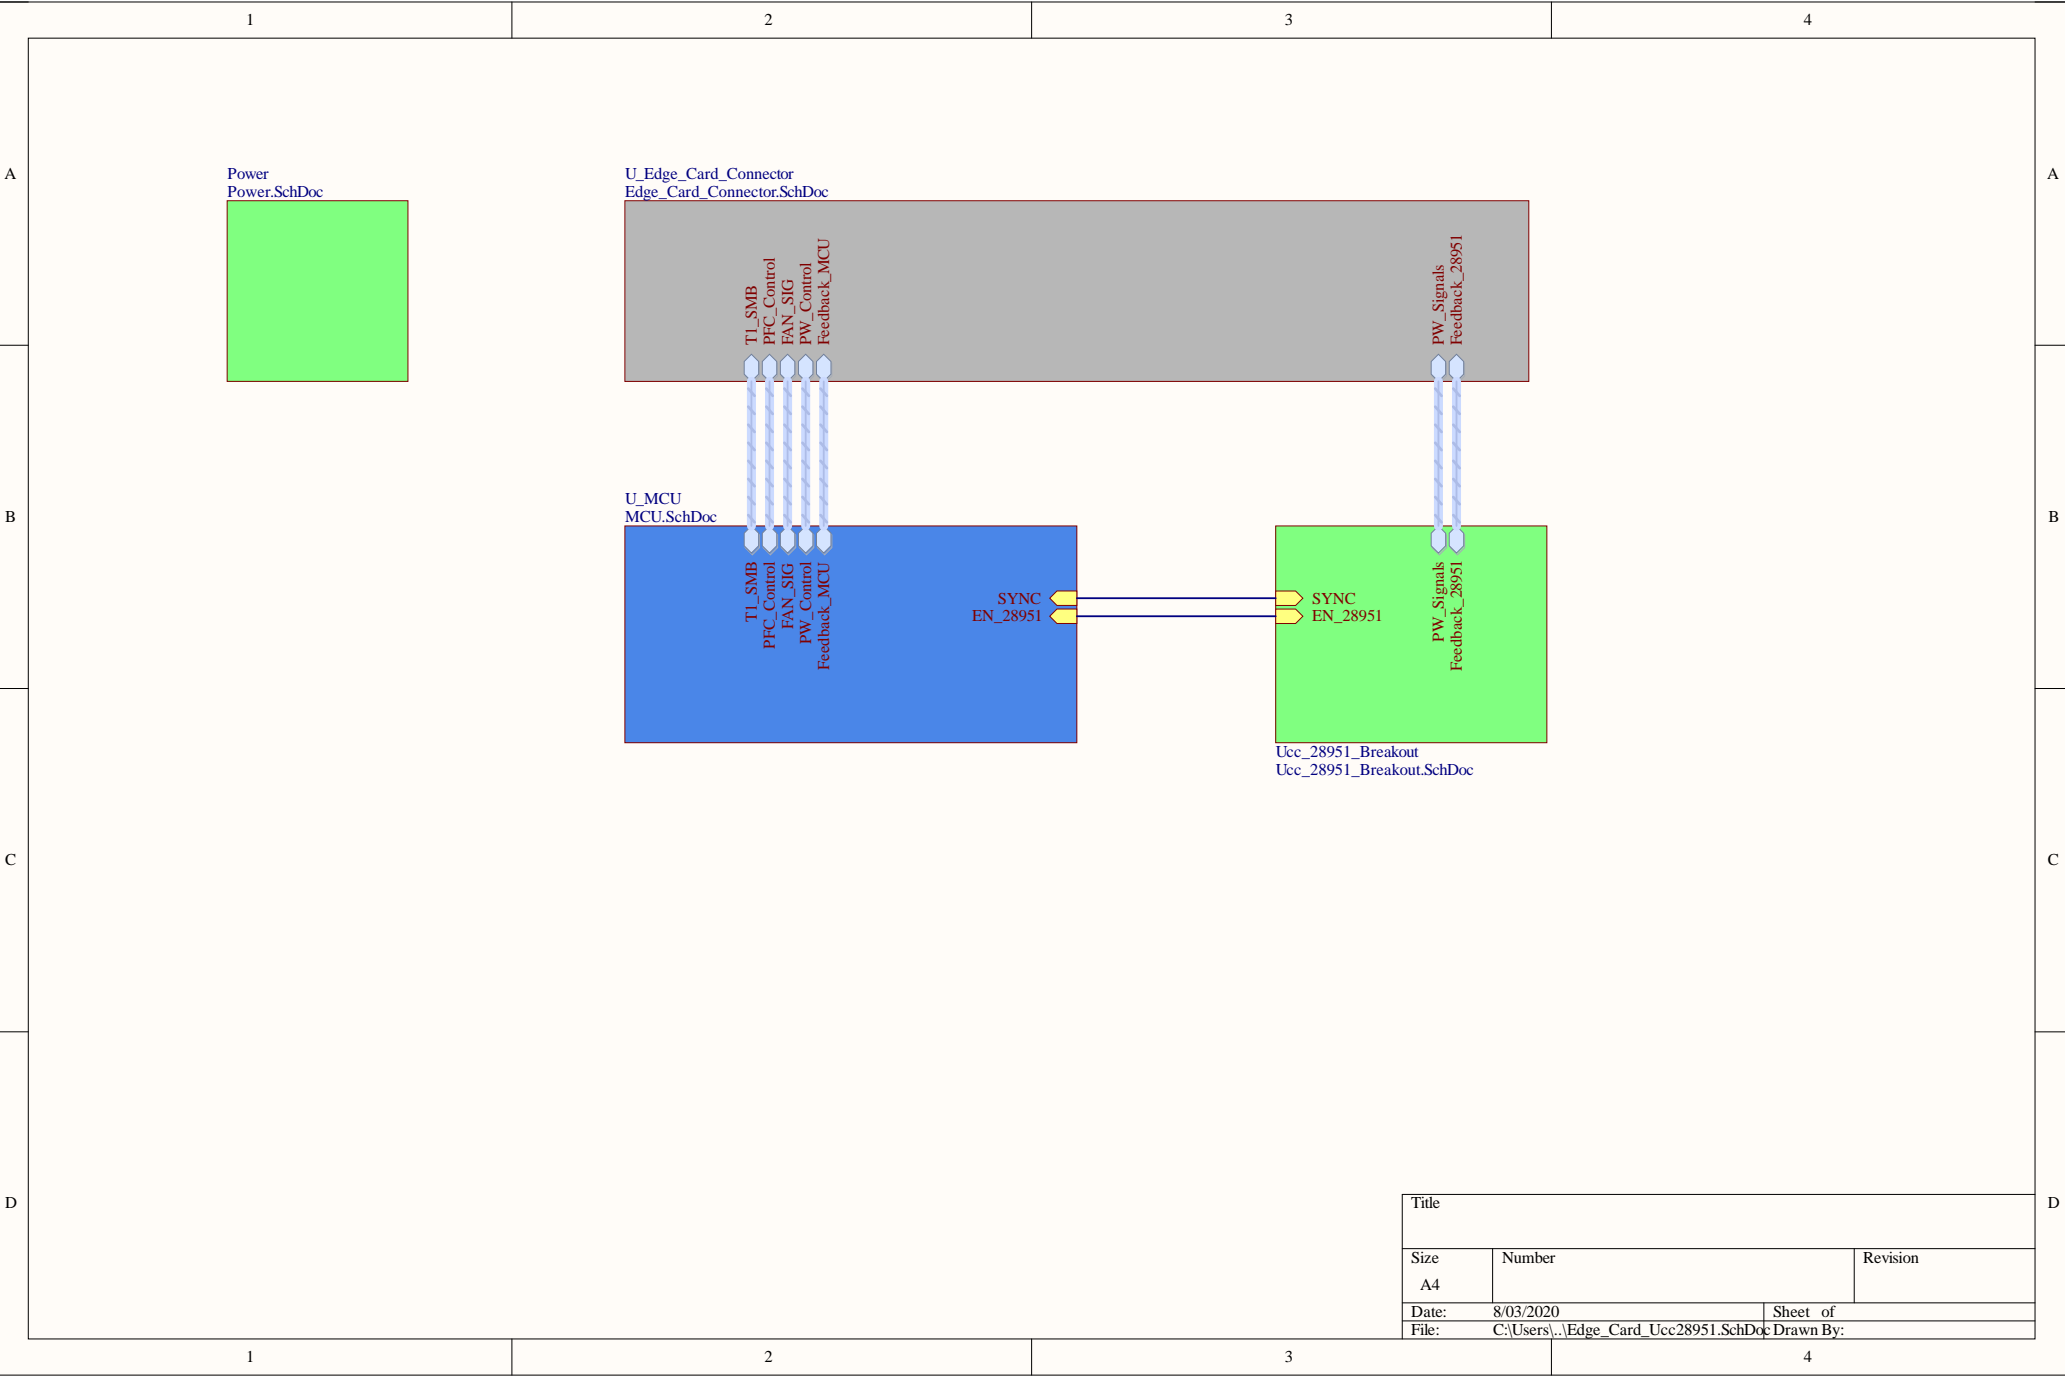 1 2 3 4
A A
Power
Power.SchDoc
U_Edge_Card_Connector
Edge_Card_Connector.SchDoc
T1_SMB
PFC_Control
FAN_SIG
PW_Control
Feedback_MCU
PW_Signals
Feedback_28951
B B
U_MCU
MCU.SchDoc
T1_SMB
PFC_Control
FAN_SIG
PW_Control
Feedback_MCU
SYNC
EN_28951
SYNC
EN_28951
PW_Signals
Feedback_28951
Ucc_28951_Breakout
Ucc_28951_Breakout.SchDoc
C C
D D
Title
Size Number Revision
A4
Date: 8/03/2020 Sheet of
File: C:\Users\..\Edge_Card_Ucc28951.SchDoc Drawn By:
1 2 3 4